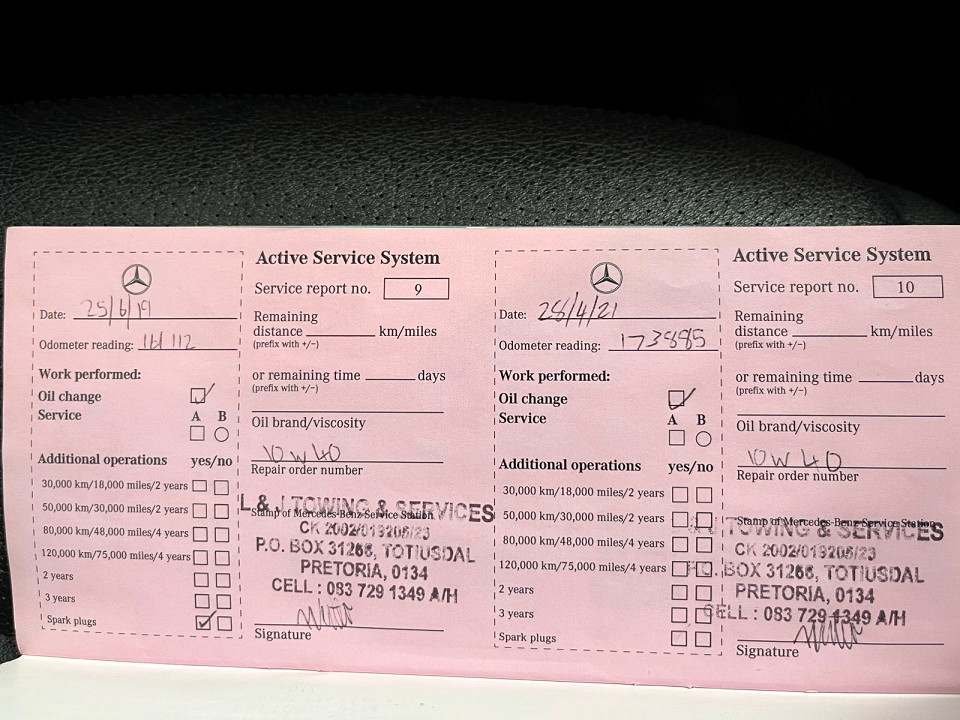 Active Service System
Service report no. 9
Date: 25/6/19
Odometer reading: 161 112
Remaining
distance km/miles
(prefix with +/–)
Work performed:
Oil change
Service A B
or remaining time days
(prefix with +/–)
Oil brand/viscosity
10 W 40
Repair order number
Additional operations yes/no
30,000 km/18,000 miles/2 years
50,000 km/30,000 miles/2 years
80,000 km/48,000 miles/4 years
120,000 km/75,000 miles/4 years
2 years
3 years
Spark plugs
L & J TOWING & SERVICES
Stamp of Mercedes-Benz Service Station
CK 2002/013205/23
P.O. BOX 31266, TOTIUSDAL
PRETORIA, 0134
CELL : 083 729 1349 A/H
Signature
Active Service System
Service report no. 10
Date: 28/4/21
Odometer reading: 173885
Remaining
distance km/miles
(prefix with +/–)
Work performed:
Oil change
Service A B
or remaining time days
(prefix with +/–)
Oil brand/viscosity
10 W 40
Repair order number
Additional operations yes/no
30,000 km/18,000 miles/2 years
50,000 km/30,000 miles/2 years
80,000 km/48,000 miles/4 years
120,000 km/75,000 miles/4 years
2 years
3 years
Spark plugs
Stamp of Mercedes-Benz Service Station
J TOWING & SERVICES
CK 2002/013205/23
P.O. BOX 31266, TOTIUSDAL
PRETORIA, 0134
CELL : 083 729 1349 A/H
Signature